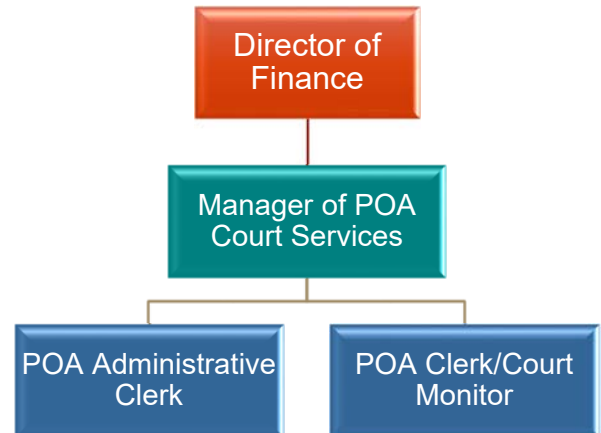 Director of
Finance
Manager of POA
Court Services
POA Administrative
Clerk
POA Clerk/Court
Monitor